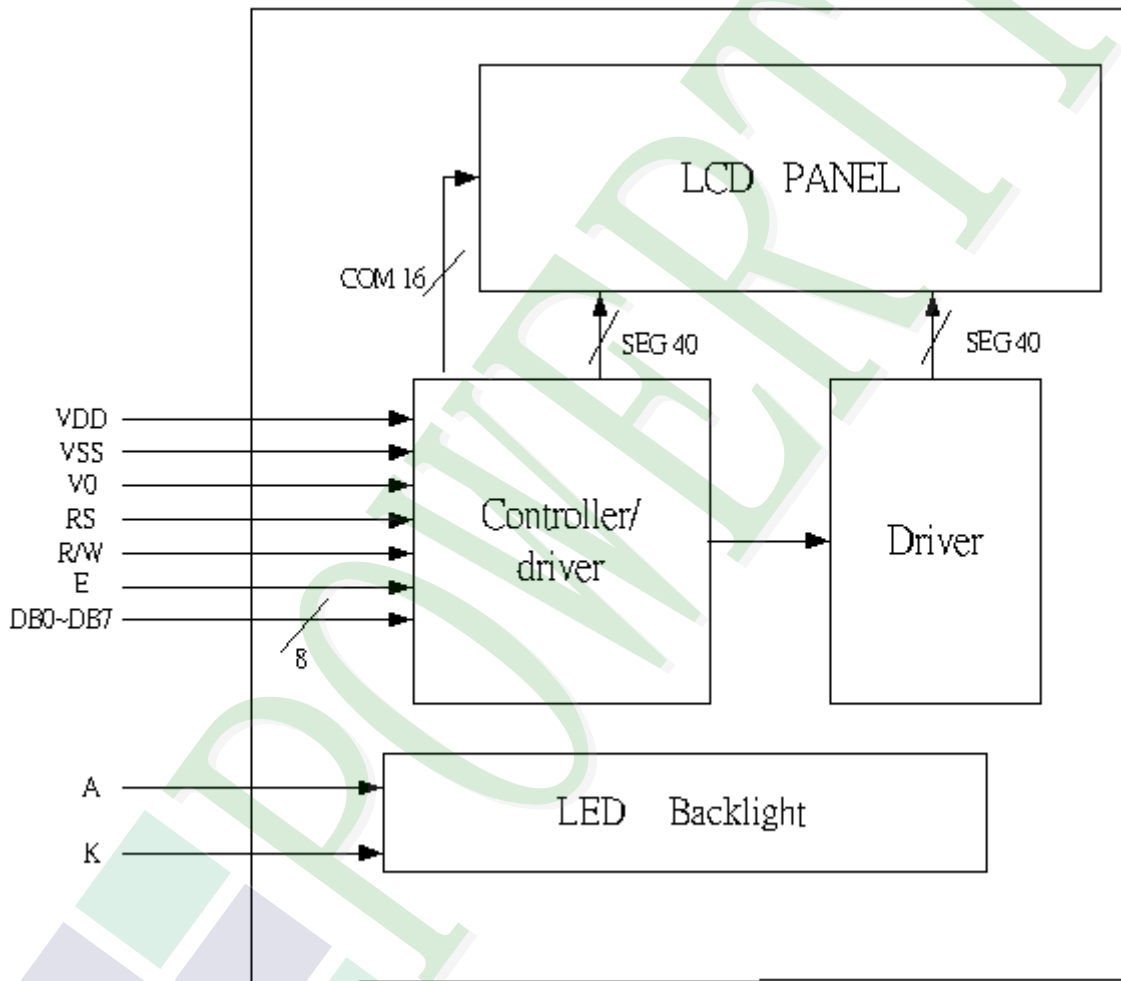 LCD PANEL
COM 16
SEG 40
SEG 40
VDD
VSS
V0
RS
R/W
E
DB0~DB7
8
Controller/
driver
Driver
A
K
LED Backlight
POWERT